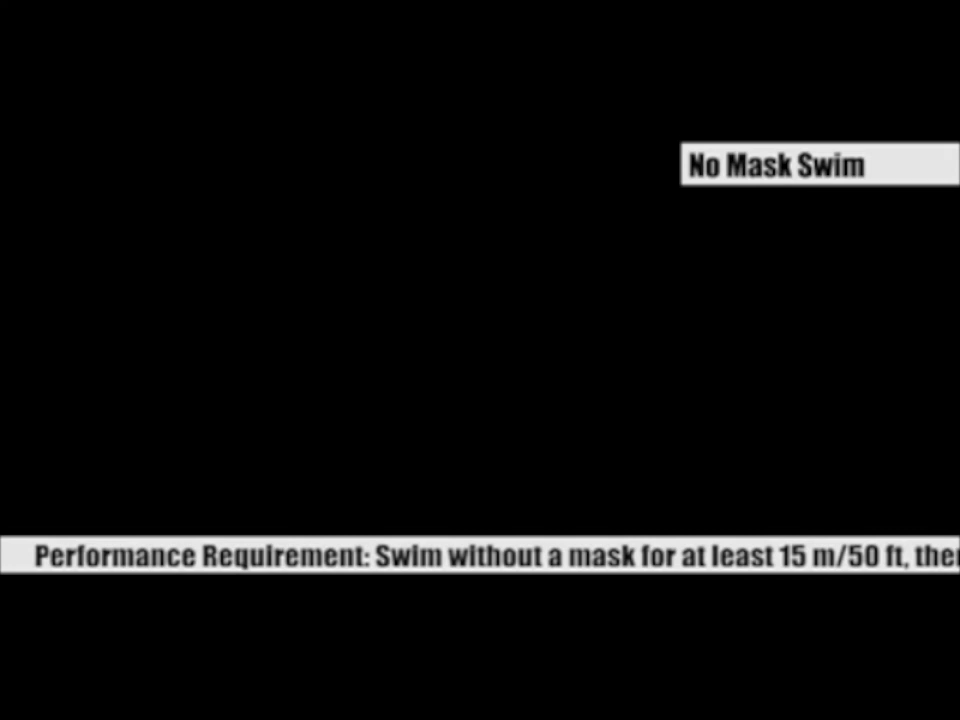 No Mask Swim
Performance Requirement: Swim without a mask for at least 15 m/50 ft,